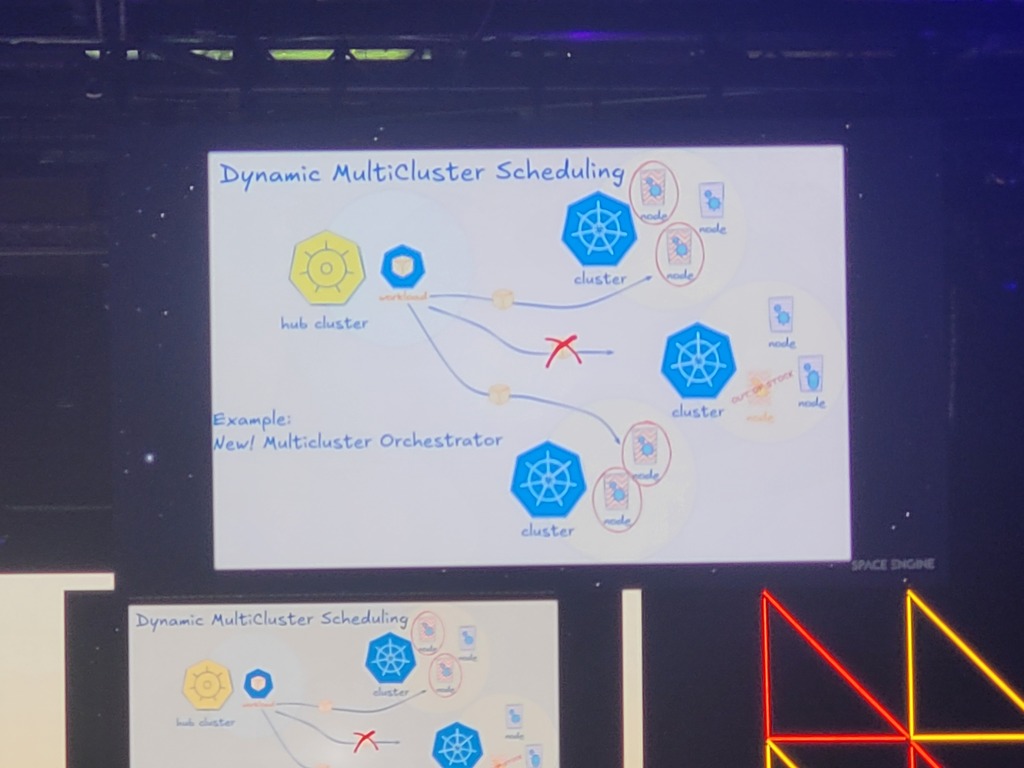 Dynamic MultiCluster Scheduling
node
node
node
cluster
workload
hub cluster
node
OUT OF STOCK
node
node
cluster
Example:
New! Multicluster Orchestrator
node
node
cluster
SPACE ENGINE
Dynamic MultiCluster Scheduling
node
node
node
cluster
workload
hub cluster
node